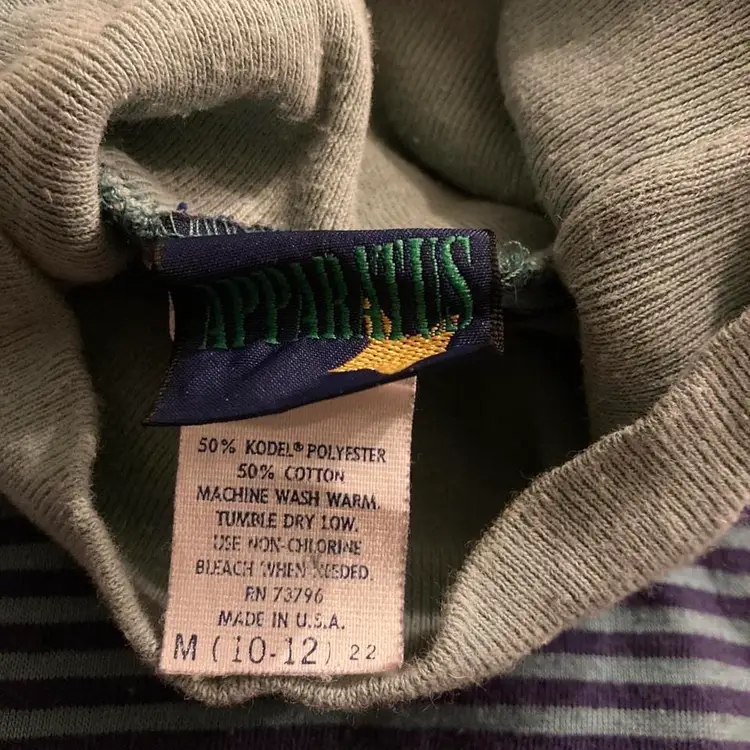 APPARATUS
50% KODEL® POLYESTER
50% COTTON
MACHINE WASH WARM.
TUMBLE DRY LOW.
USE NON-CHLORINE
BLEACH WHEN NEEDED.
RN 73796
MADE IN U.S.A.
M (10-12) 22